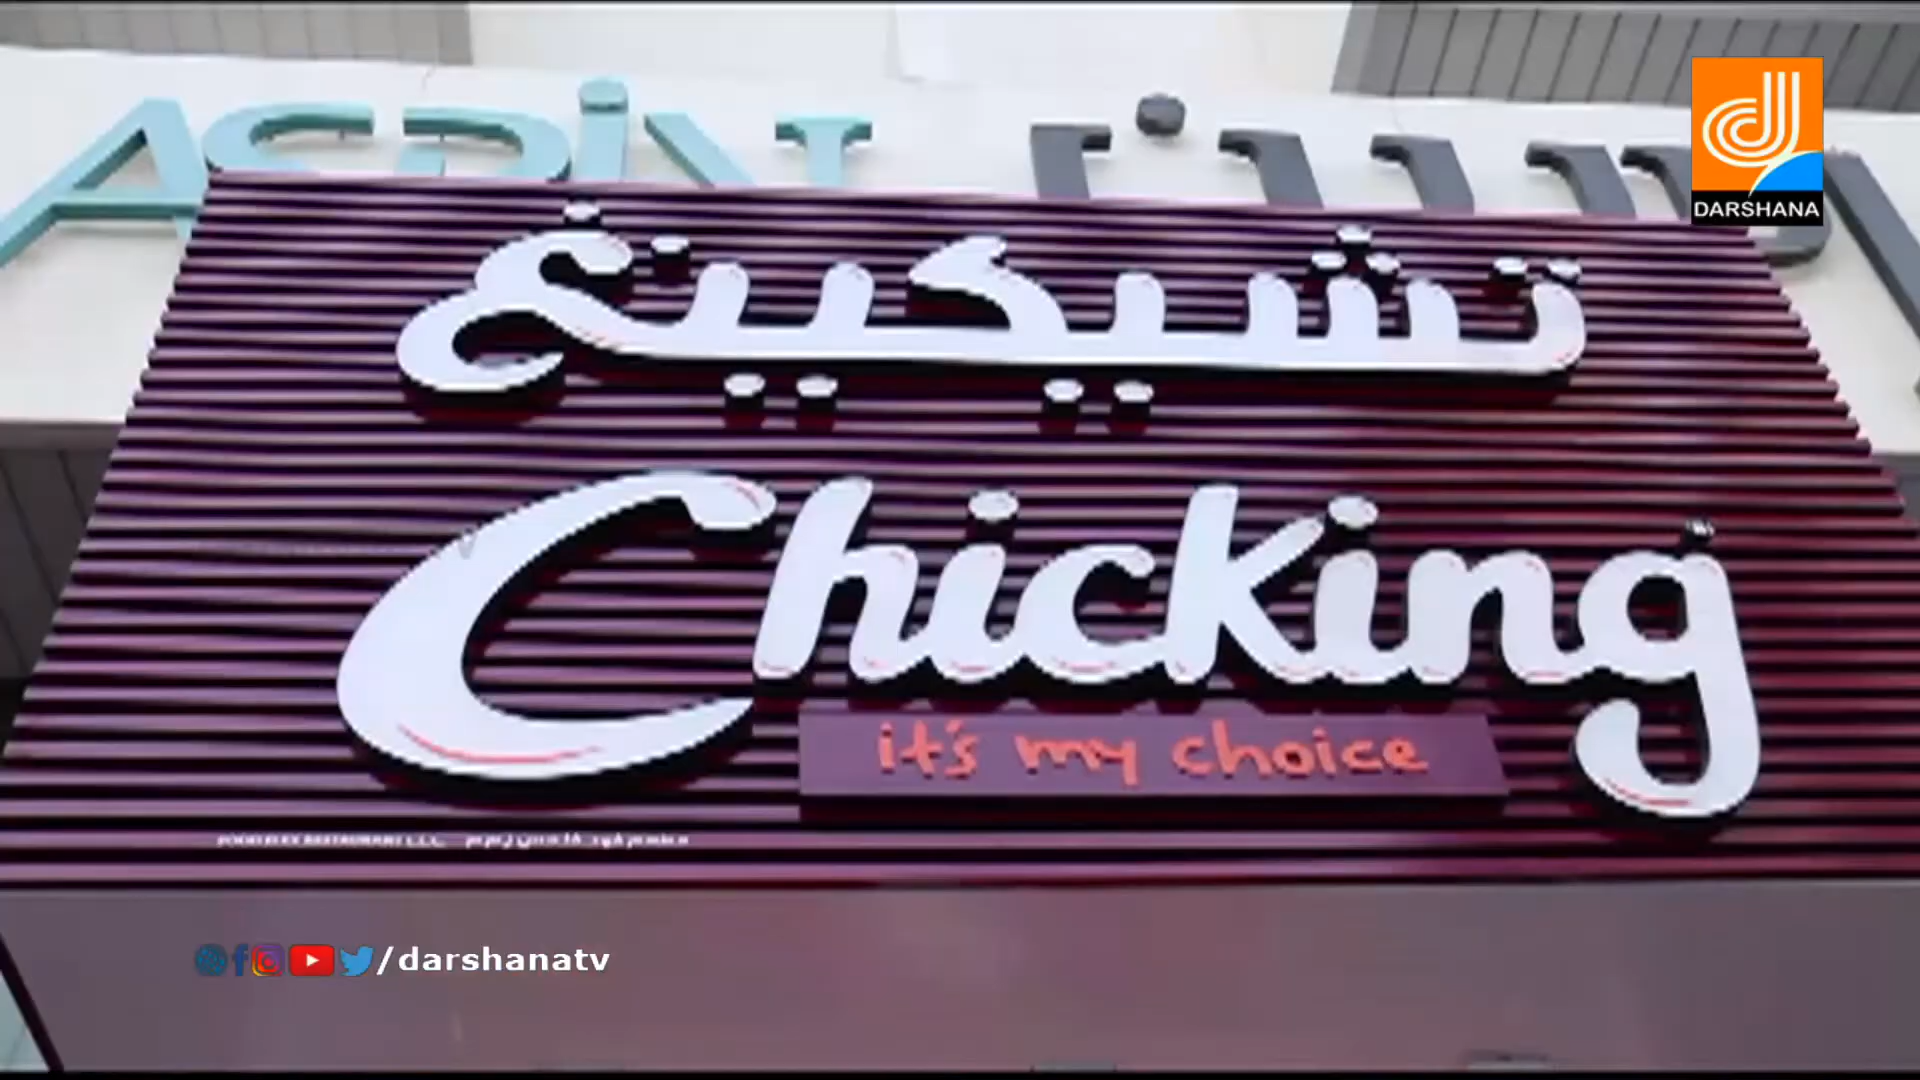 DARSHANA
تشيكينغ
Chicking
it's my choice
/darshanatv